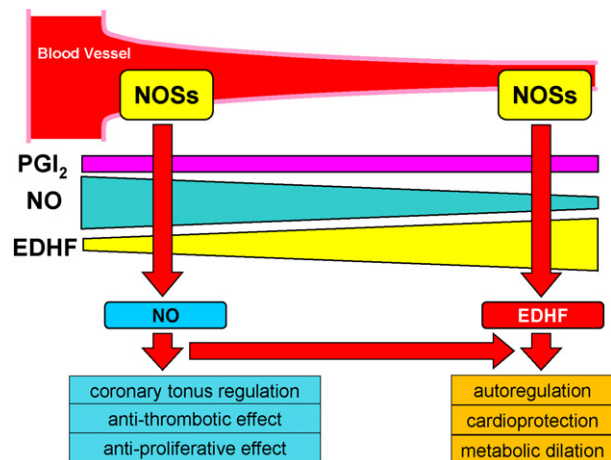 Blood Vessel
NOSs
NOSs
PGI₂
NO
EDHF
NO
EDHF
coronary tonus regulation
anti-thrombotic effect
anti-proliferative effect
autoregulation
cardioprotection
metabolic dilation